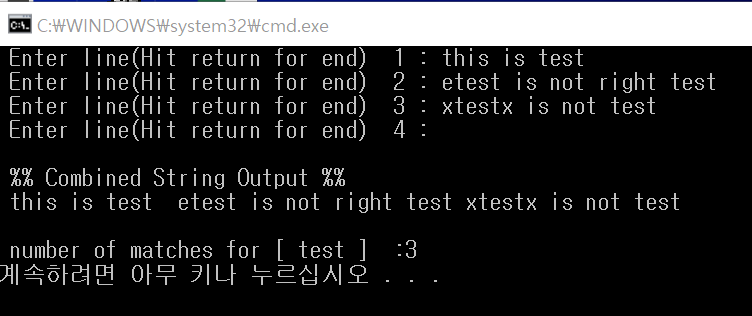 C:₩WINDOWS₩system32₩cmd.exe
Enter line(Hit return for end)  1 : this is test
Enter line(Hit return for end)  2 : etest is not right test
Enter line(Hit return for end)  3 : xtestx is not test
Enter line(Hit return for end)  4 :
%% Combined String Output %%
this is test  etest is not right test xtestx is not test
number of matches for [ test ]  :3
계속하려면 아무 키나 누르십시오 . . .